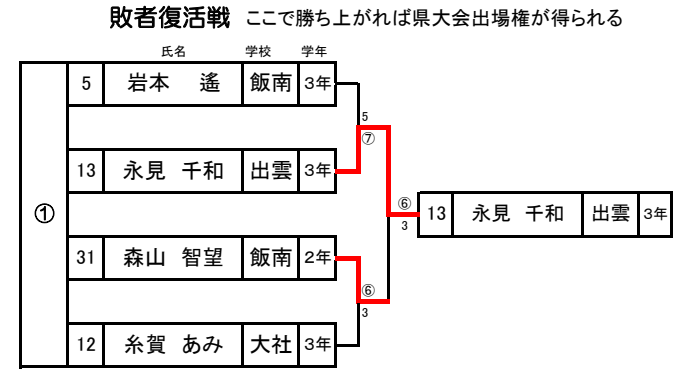 敗者復活戦 ここで勝ち上がれば県大会出場権が得られる
氏名 学校 学年
5 岩本 遙 飯南 3年
5
⑦
13 永見 千和 出雲 3年
①
⑥
3
13 永見 千和 出雲 3年
31 森山 智望 飯南 2年
⑥
3
12 糸賀 あみ 大社 3年